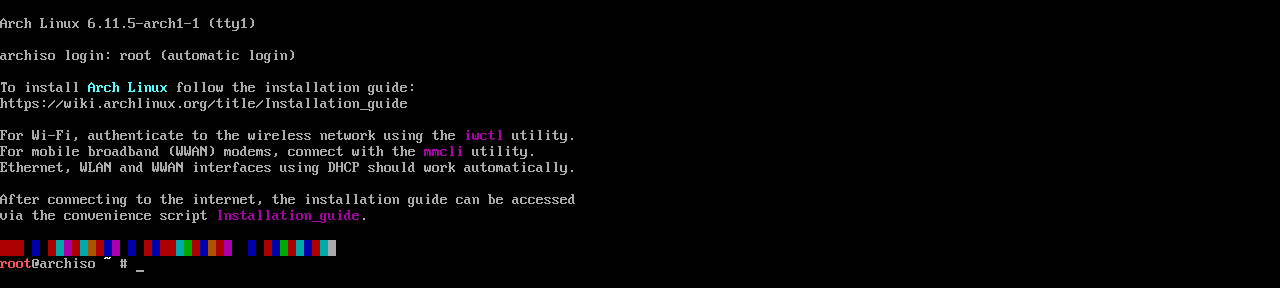 Arch Linux 6.11.5-arch1-1 (tty1)
archiso login: root (automatic login)
To install Arch Linux follow the installation guide:
https://wiki.archlinux.org/title/Installation_guide
For Wi-Fi, authenticate to the wireless network using the iwctl utility.
For mobile broadband (WWAN) modems, connect with the mmcli utility.
Ethernet, WLAN and WWAN interfaces using DHCP should work automatically.
After connecting to the internet, the installation guide can be accessed
via the convenience script Installation_guide.
root@archiso ~ # _